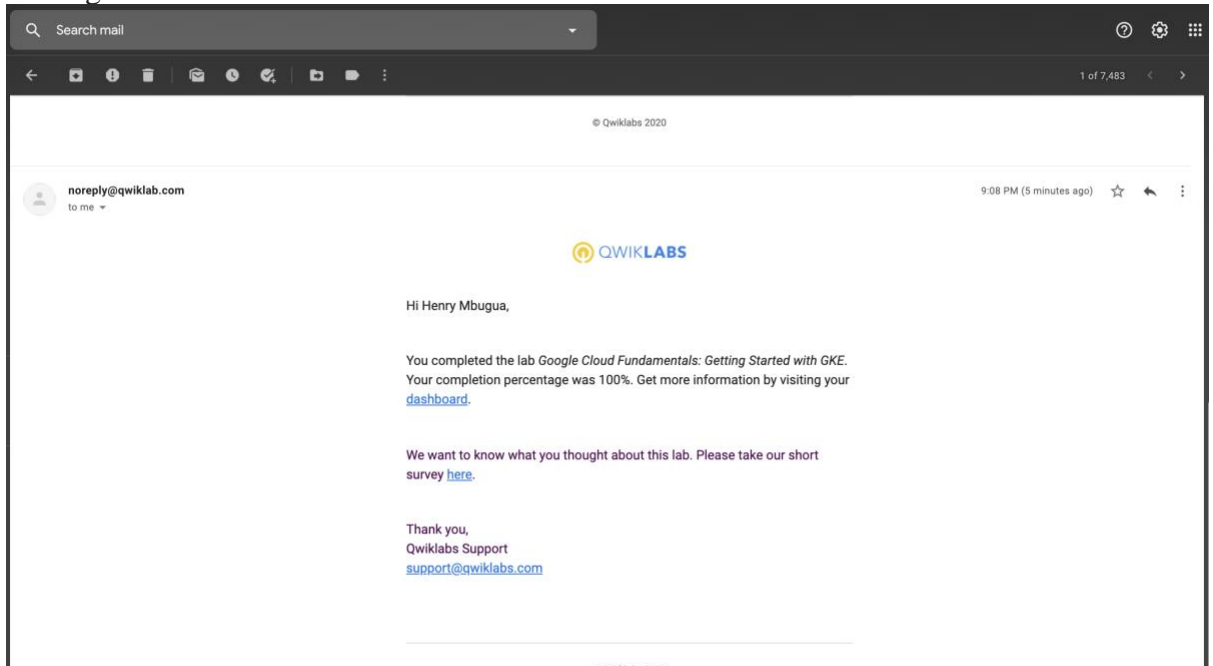 Search mail
1 of 7,483
© Qwiklabs 2020
noreply@qwiklab.com
9:08 PM (5 minutes ago)
to me
QWIKLABS
Hi Henry Mbugua,
You completed the lab Google Cloud Fundamentals: Getting Started with GKE.
Your completion percentage was 100%. Get more information by visiting your
dashboard.
We want to know what you thought about this lab. Please take our short
survey here.
Thank you,
Qwiklabs Support
support@qwiklabs.com